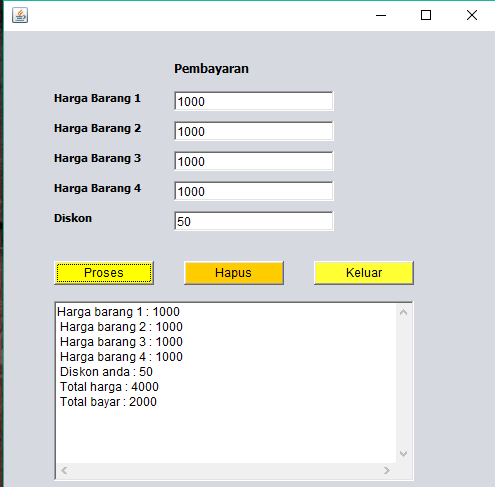 Pembayaran
Harga Barang 1 1000
Harga Barang 2 1000
Harga Barang 3 1000
Harga Barang 4 1000
Diskon 50
Proses Hapus Keluar
Harga barang 1 : 1000
Harga barang 2 : 1000
Harga barang 3 : 1000
Harga barang 4 : 1000
Diskon anda : 50
Total harga : 4000
Total bayar : 2000